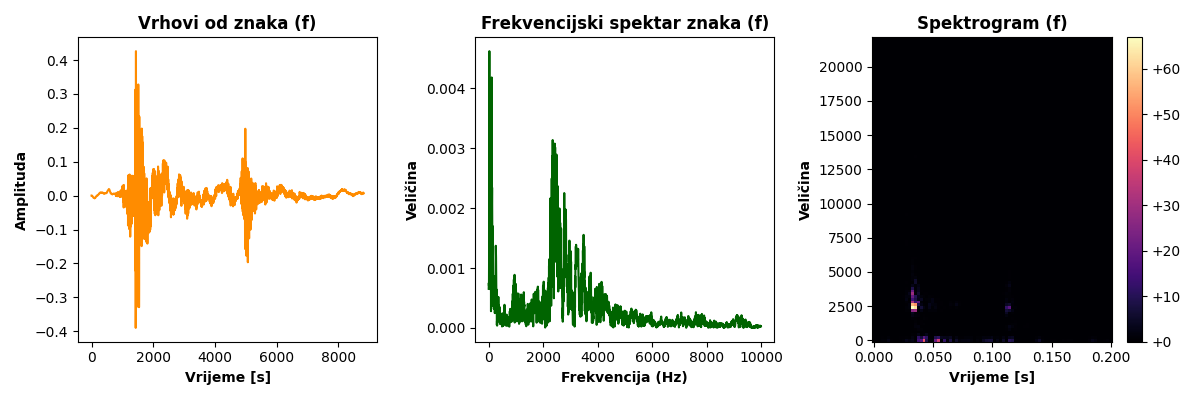 Vrhovi od znaka (f)
Amplituda
0.4
0.3
0.2
0.1
0.0
−0.1
−0.2
−0.3
−0.4
0 2000 4000 6000 8000
Vrijeme [s]
Frekvencijski spektar znaka (f)
Veličina
0.004
0.003
0.002
0.001
0.000
0 2000 4000 6000 8000 10000
Frekvencija (Hz)
Spektrogram (f)
Veličina
20000
17500
15000
12500
10000
7500
5000
2500
0
0.000 0.050 0.100 0.150 0.200
Vrijeme [s]
+60
+50
+40
+30
+20
+10
+0